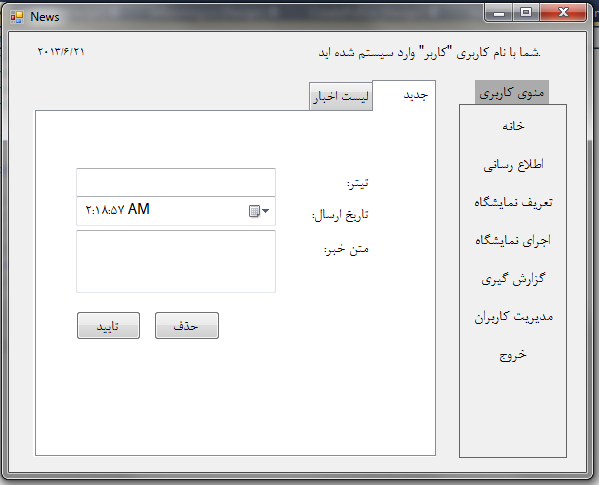 News
شما با نام کاربری "کاربر" وارد سیستم شده اید.
۲۰۱۳/۶/۲۱
منوی کاربری
خانه
اطلاع رسانی
تعریف نمایشگاه
اجرای نمایشگاه
گزارش گیری
مدیریت کاربران
خروج
جدید
لیست اخبار
تیتر:
تاریخ ارسال:
۲:۱۸:۵۷ AM
متن خبر:
حذف
تایید